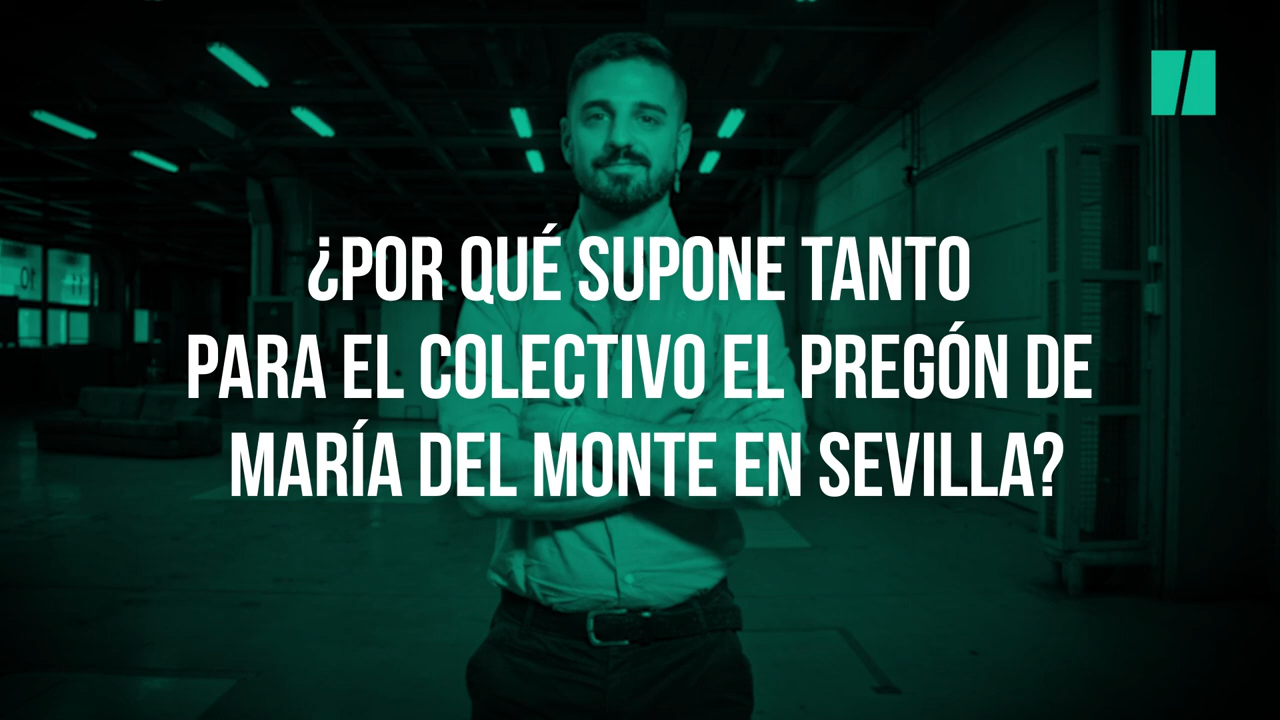 ¿POR QUÉ SUPONE TANTO
PARA EL COLECTIVO EL PREGÓN DE
MARÍA DEL MONTE EN SEVILLA?